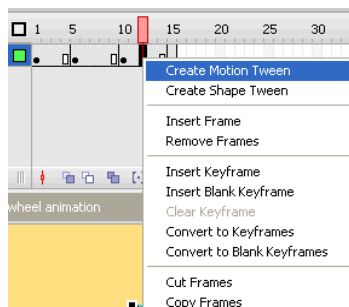 1 5 10 15 20 25 30
Create Motion Tween
Create Shape Tween
Insert Frame
Remove Frames
Insert Keyframe
Insert Blank Keyframe
Clear Keyframe
Convert to Keyframes
Convert to Blank Keyframes
Cut Frames
Copy Frames
wheel animation